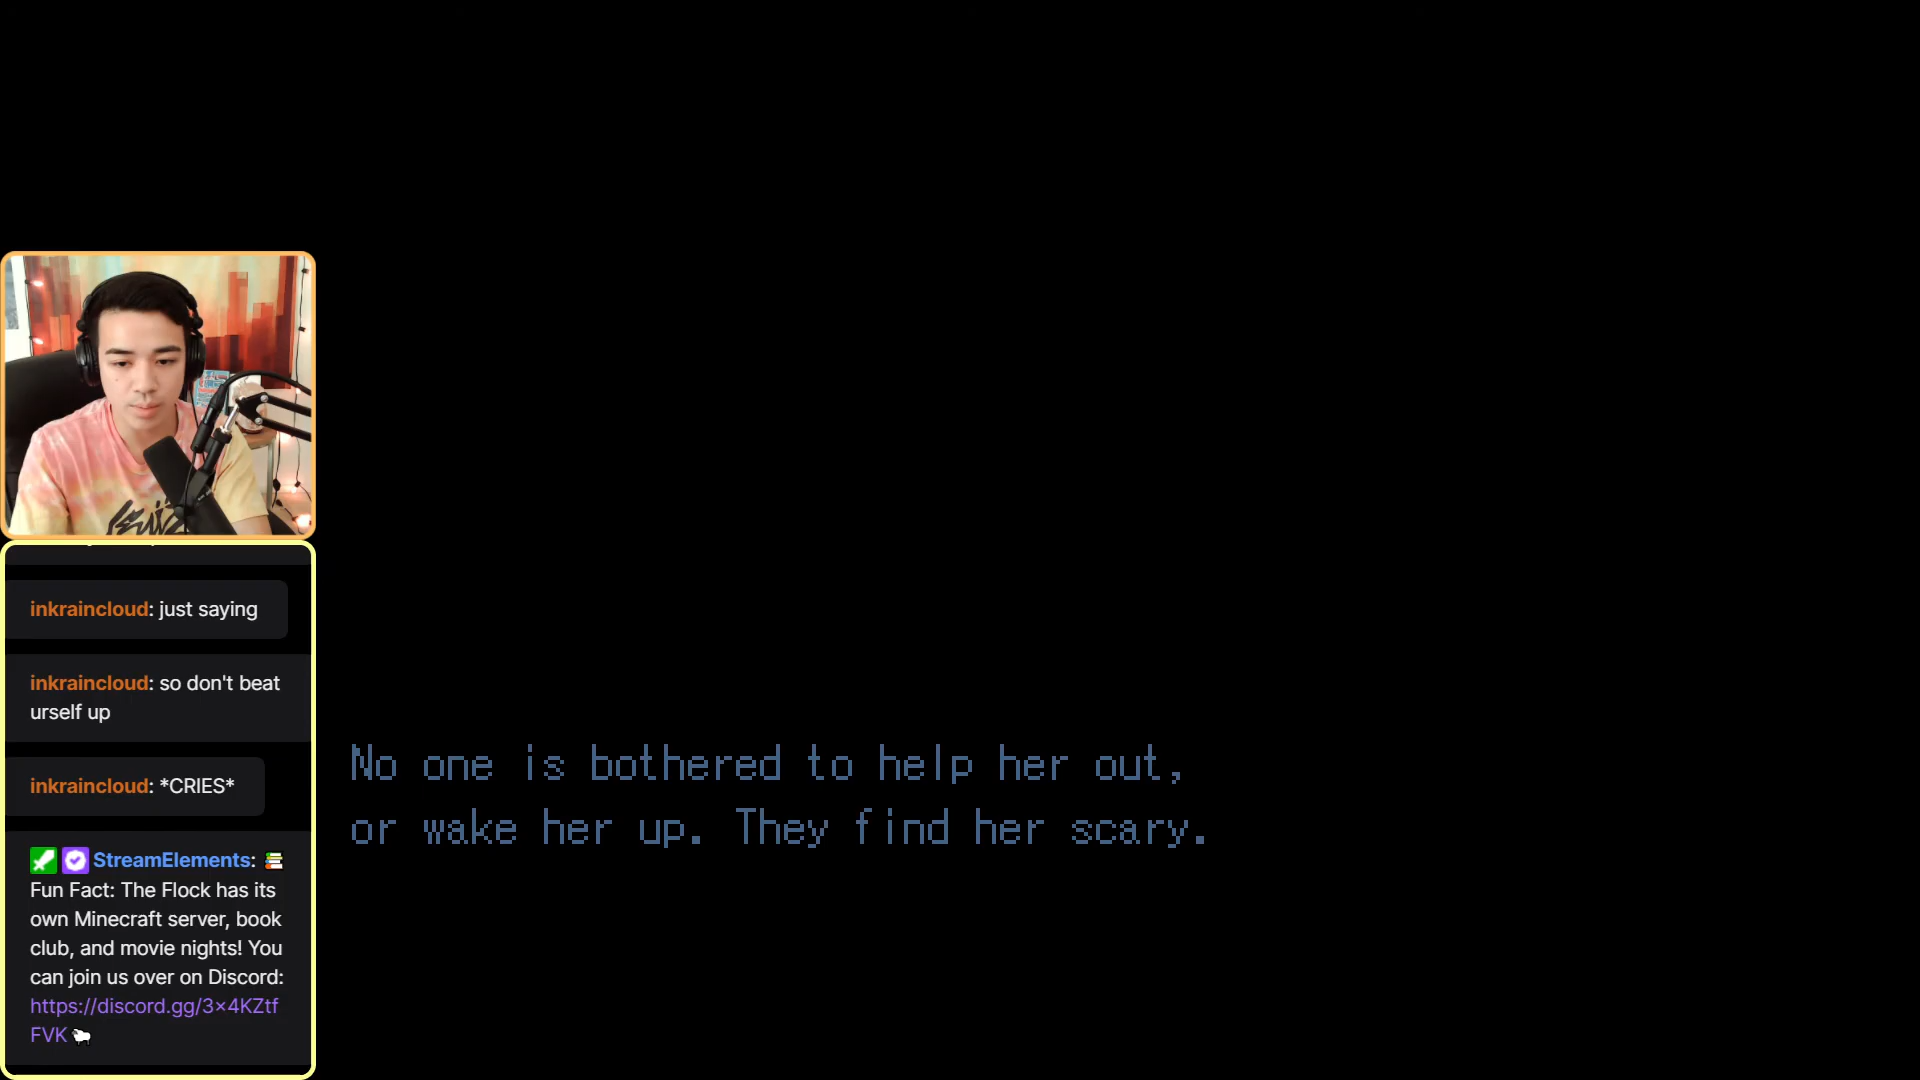 inkraincloud: just saying
inkraincloud: so don't beat
urself up
inkraincloud: *CRIES*
StreamElements: 📚
Fun Fact: The Flock has its
own Minecraft server, book
club, and movie nights! You
can join us over on Discord:
https://discord.gg/3x4KZtf
FVK 🐑
No one is bothered to help her out,
or wake her up. They find her scary.